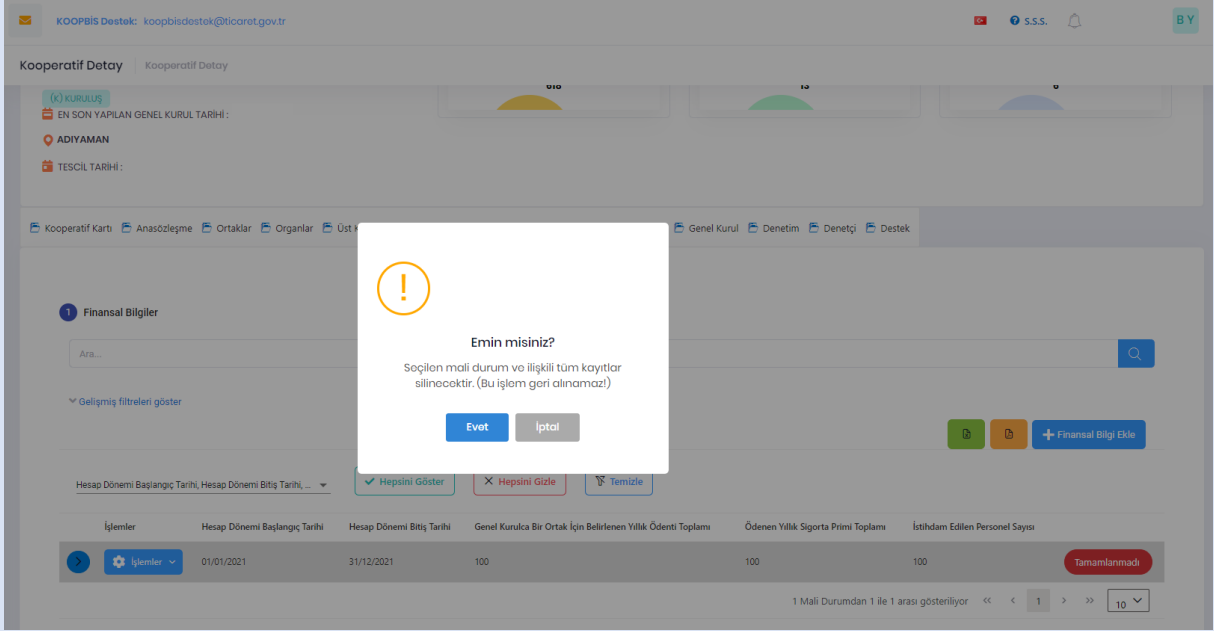 KOOPBİS Destek: koopbisdestek@ticaret.gov.tr
S.S.S.
B Y
Kooperatif Detay
Kooperatif Detay
618
13
6
(K) KURULUŞ
EN SON YAPILAN GENEL KURUL TARİHİ :
ADIYAMAN
TESCİL TARİHİ :
Kooperatif Kartı Anasözleşme Ortaklar Organlar Üst Genel Kurul Denetim Denetçi Destek
!
1 Finansal Bilgiler
Emin misiniz?
Ara...
Seçilen mali durum ve ilişkili tüm kayıtlar
silinecektir. (Bu işlem geri alınamaz!)
Gelişmiş filtreleri göster
Evet
İptal
Finansal Bilgi Ekle
Hesap Dönemi Başlangıç Tarihi, Hesap Dönemi Bitiş Tarihi, ...
Hepsini Göster
Hepsini Gizle
Temizle
İşlemler Hesap Dönemi Başlangıç Tarihi Hesap Dönemi Bitiş Tarihi Genel Kurulca Bir Ortak İçin Belirlenen Yıllık Ödenti Toplamı Ödenen Yıllık Sigorta Primi Toplamı İstihdam Edilen Personel Sayısı
İşlemler 01/01/2021 31/12/2021 100 100 100 Tamamlanmadı
1 Mali Durumdan 1 ile 1 arası gösteriliyor « ‹ 1 › » 10